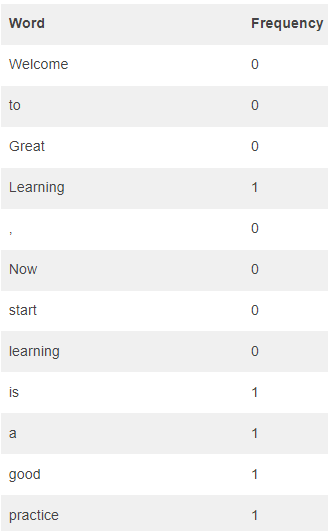 Word Frequency
Welcome 0
to 0
Great 0
Learning 1
, 0
Now 0
start 0
learning 0
is 1
a 1
good 1
practice 1